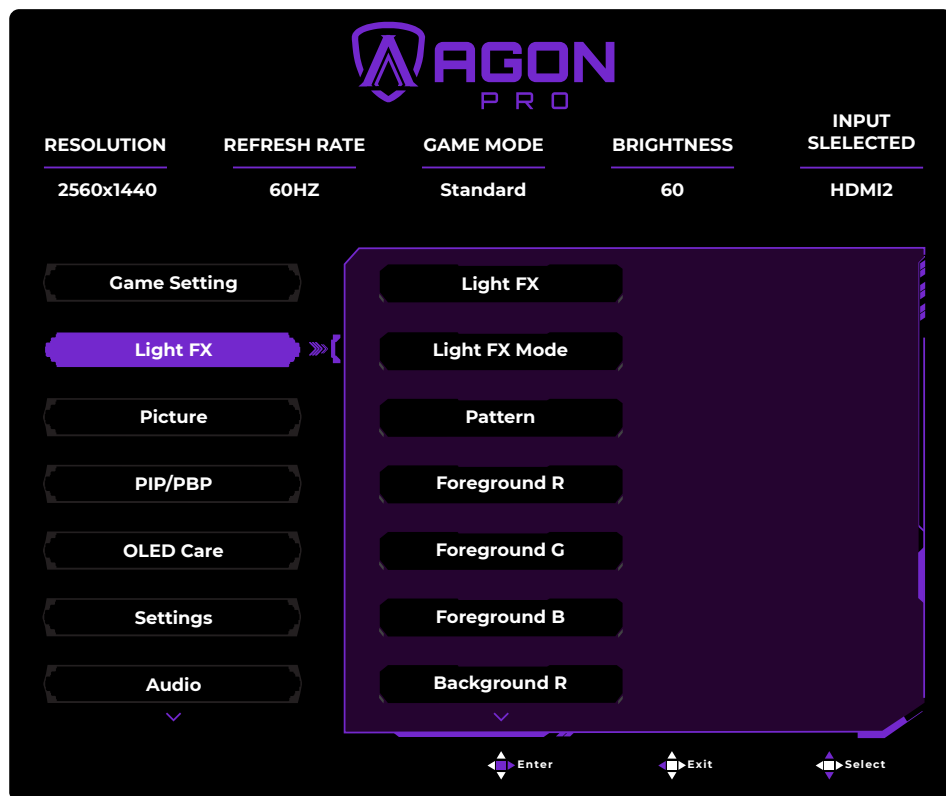 AGON
PRO
RESOLUTION
REFRESH RATE
GAME MODE
BRIGHTNESS
INPUT
SLELECTED
2560x1440
60HZ
Standard
60
HDMI2
Game Setting
Light FX
Picture
PIP/PBP
OLED Care
Settings
Audio
Light FX
Light FX Mode
Pattern
Foreground R
Foreground G
Foreground B
Background R
Enter
Exit
Select